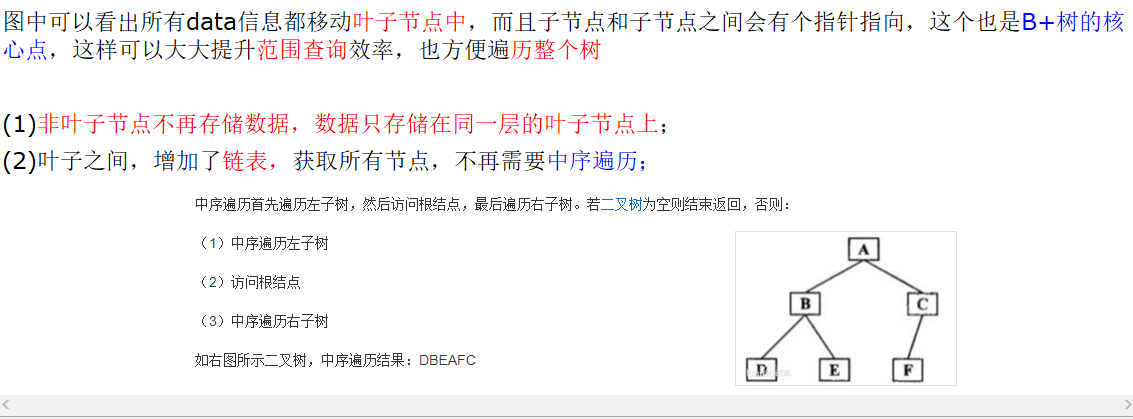 图中可以看出所有data信息都移动叶子节点中，而且子节点和子节点之间会有个指针指向，这个也是B+树的核
心点，这样可以大大提升范围查询效率，也方便遍历整个树
(1)非叶子节点不再存储数据，数据只存储在同一层的叶子节点上；
(2)叶子之间，增加了链表，获取所有节点，不再需要中序遍历；
中序遍历首先遍历左子树，然后访问根结点，最后遍历右子树。若二叉树为空则结束返回，否则：
（1）中序遍历左子树
（2）访问根结点
（3）中序遍历右子树
如右图所示二叉树，中序遍历结果：DBEAFC
A
B C
D E F